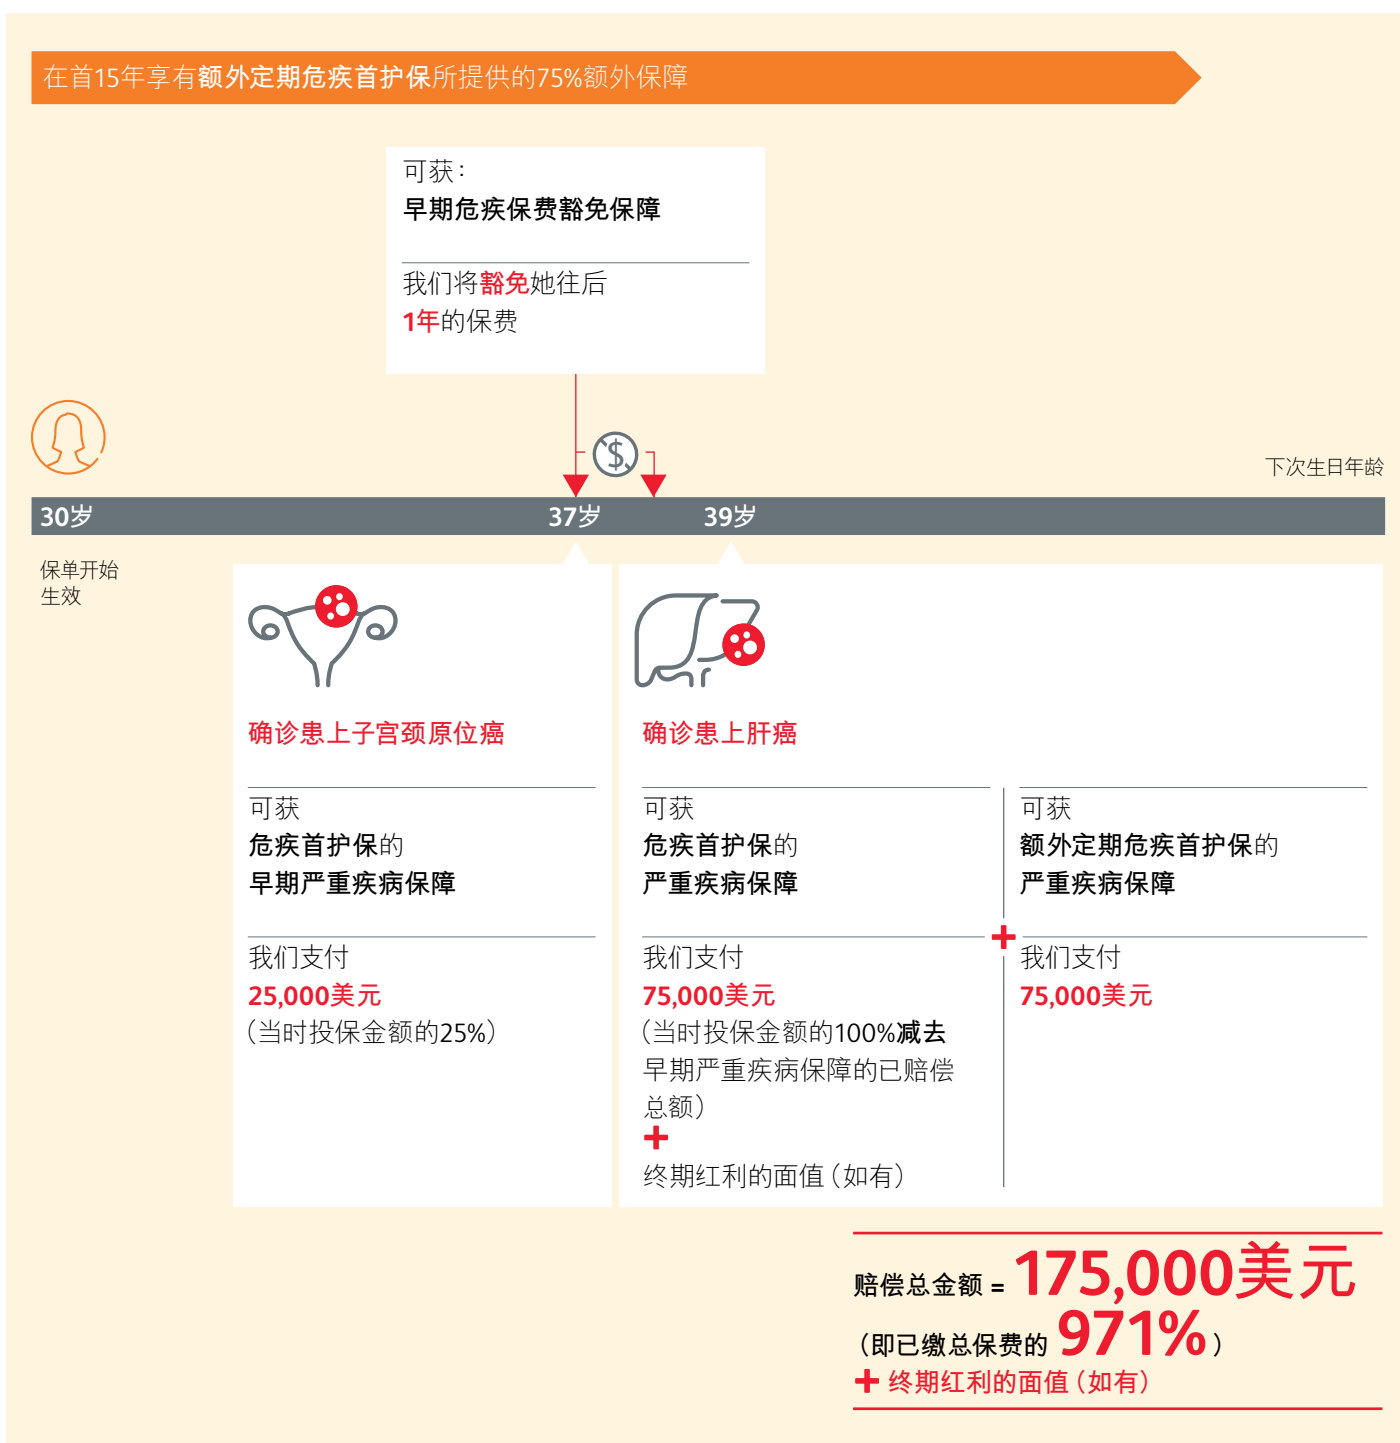 在首15年享有额外定期危疾首护保所提供的75%额外保障
可获：
早期危疾保费豁免保障
我们将豁免她往后
1年的保费
$
下次生日年龄
30岁
37岁
39岁
保单开始
生效
确诊患上子宫颈原位癌
可获
危疾首护保的
早期严重疾病保障
我们支付
25,000美元
（当时投保金额的25%）
确诊患上肝癌
可获
危疾首护保的
严重疾病保障
我们支付
75,000美元
（当时投保金额的100%减去
早期严重疾病保障的已赔偿
总额）
+
终期红利的面值（如有）
+
可获
额外定期危疾首护保的
严重疾病保障
我们支付
75,000美元
赔偿总金额 = 175,000美元
（即已缴总保费的 971%）
+ 终期红利的面值（如有）